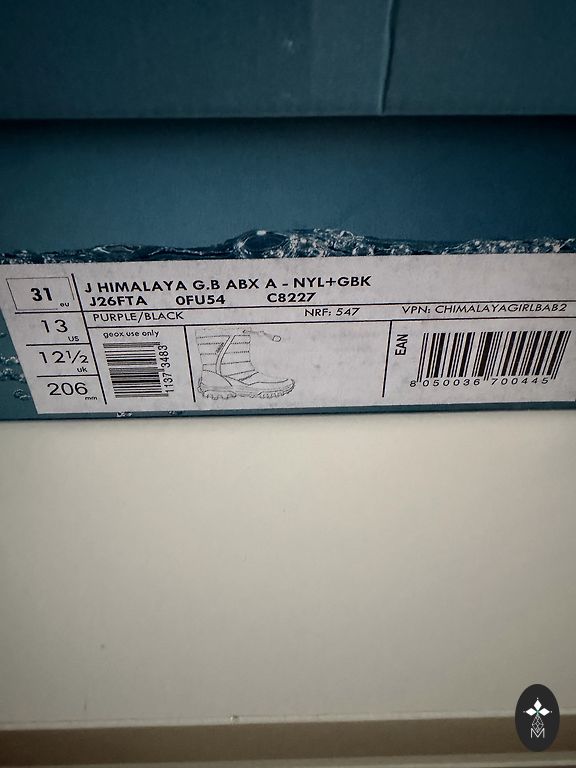 31 eu
13 us
12½ uk
206 mm
J HIMALAYA G.B ABX A - NYL+GBK
J26FTA 0FU54 C8227
PURPLE/BLACK NRF: 547 VPN: CHIMALAYAGIRLBAB2
geox use only
1137 3483
EAN
8 050036 700445
M